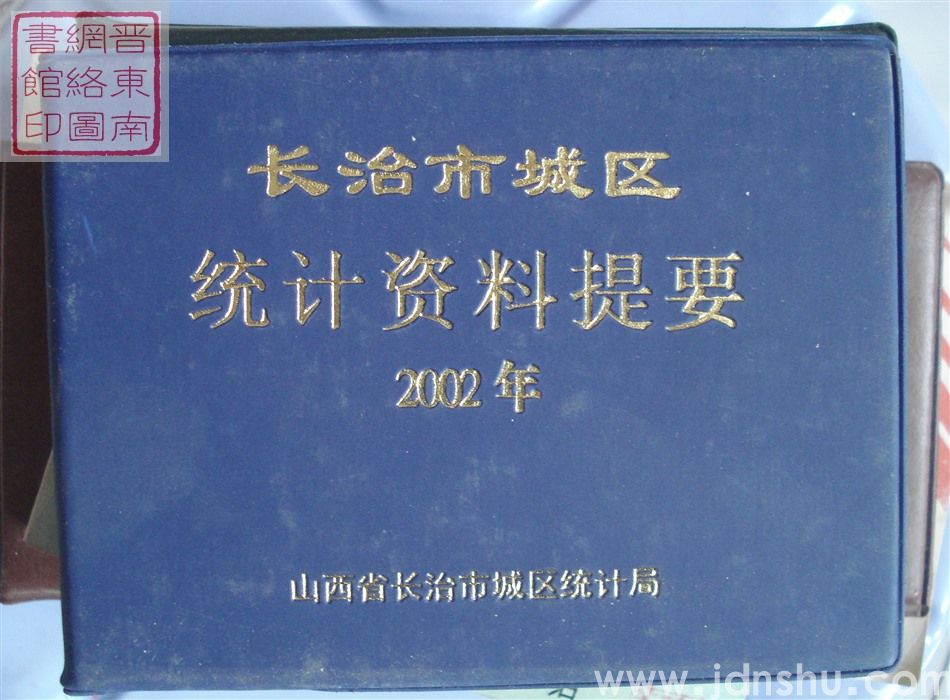 晋東南
網絡圖
書館印
长治市城区
统计资料提要
2002年
山西省长治市城区统计局
www.jdnshu.com